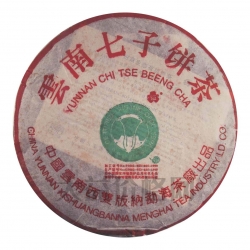 雲南七子饼茶
YUNNAN CHI TSE BEENG CHA
中國雲南西雙版納勐海茶廠出品
CHINA YUNNAN XISHUANGBANNA MENGHAI TEA INDUSTRY LD CO.